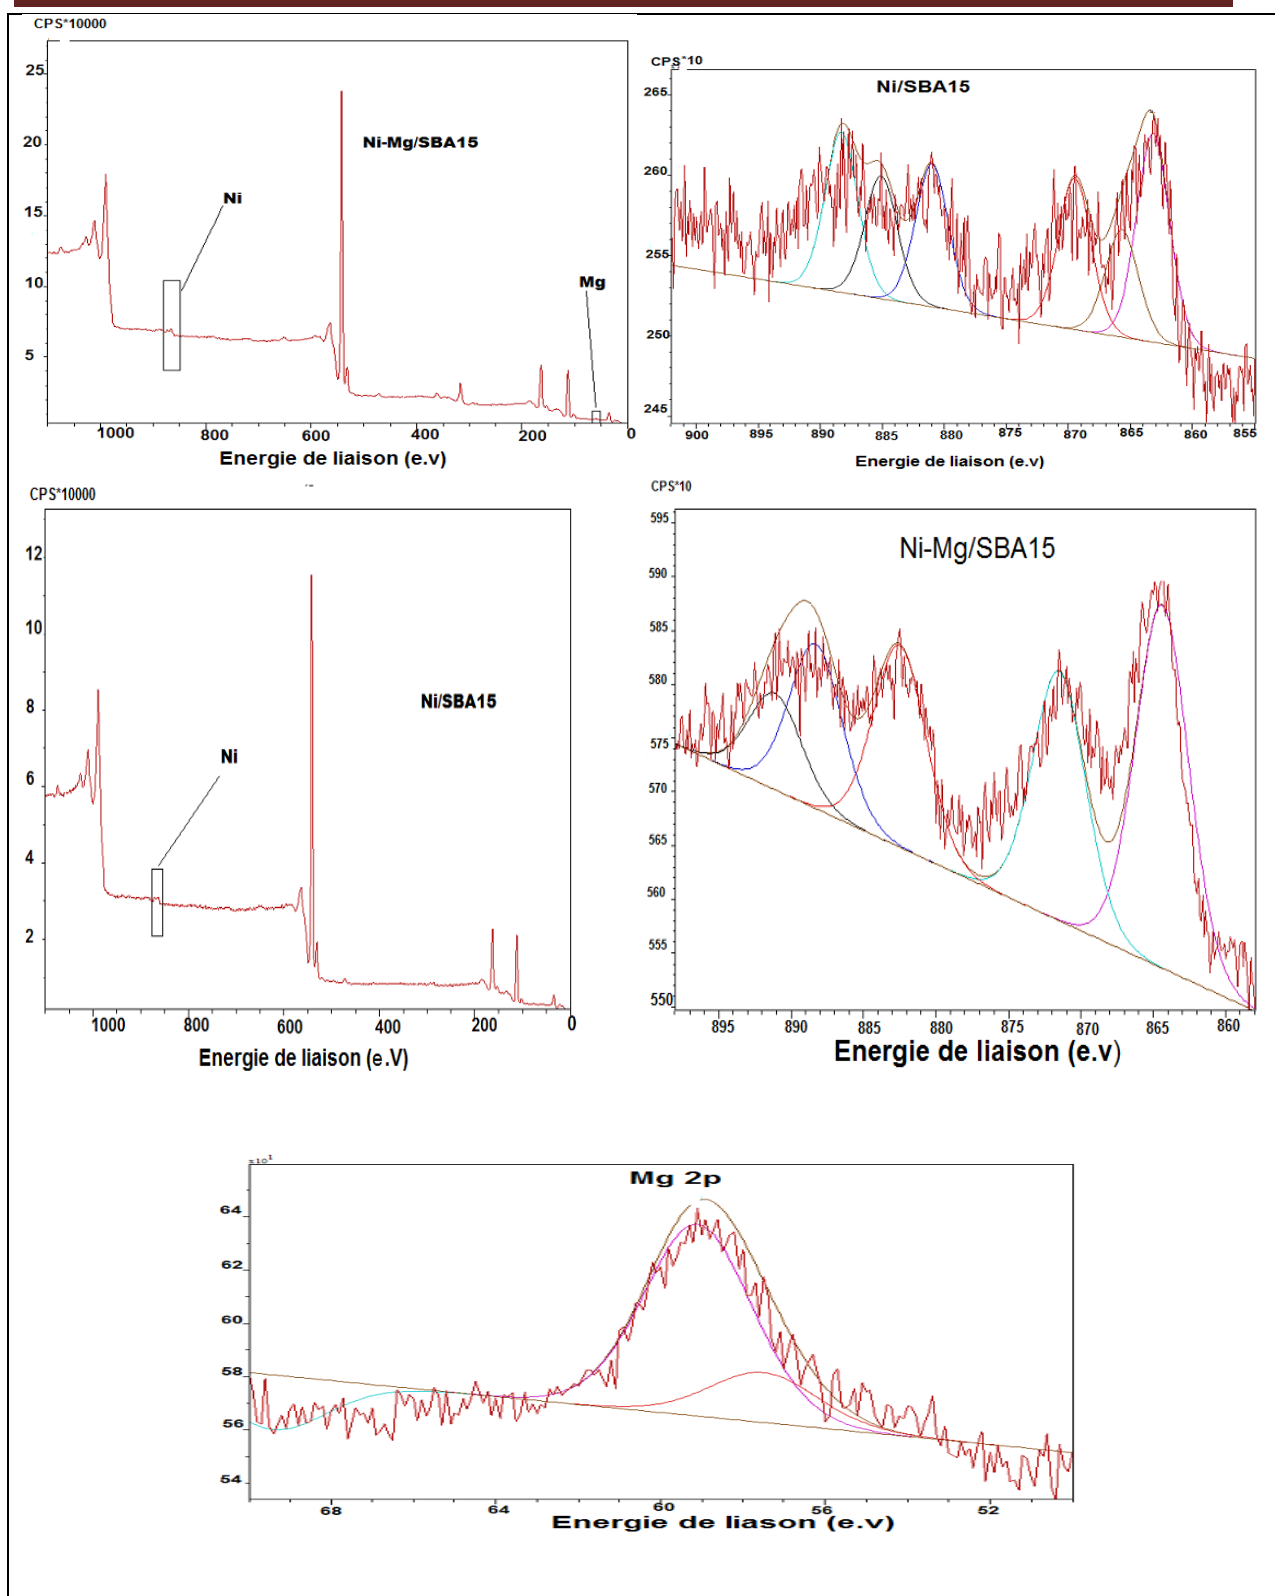 CPS*10000
25
20
15
10
5
Ni-Mg/SBA15
Ni
Mg
1000 800 600 400 200 0
Energie de liaison (e.v)
CPS*10
265
260
255
250
245
Ni/SBA15
900 895 890 885 880 875 870 865 860 855
Energie de liaison (e.v)
CPS*10000
12
10
8
6
4
2
Ni/SBA15
Ni
1000 800 600 400 200 0
Energie de liaison (e.V)
CPS*10
595
590
585
580
575
570
565
560
555
550
Ni-Mg/SBA15
895 890 885 880 875 870 865 860
Energie de liaison (e.v)
x10¹
Mg 2p
64
62
60
58
56
54
68 64 60 56 52
Energie de liason (e.v)